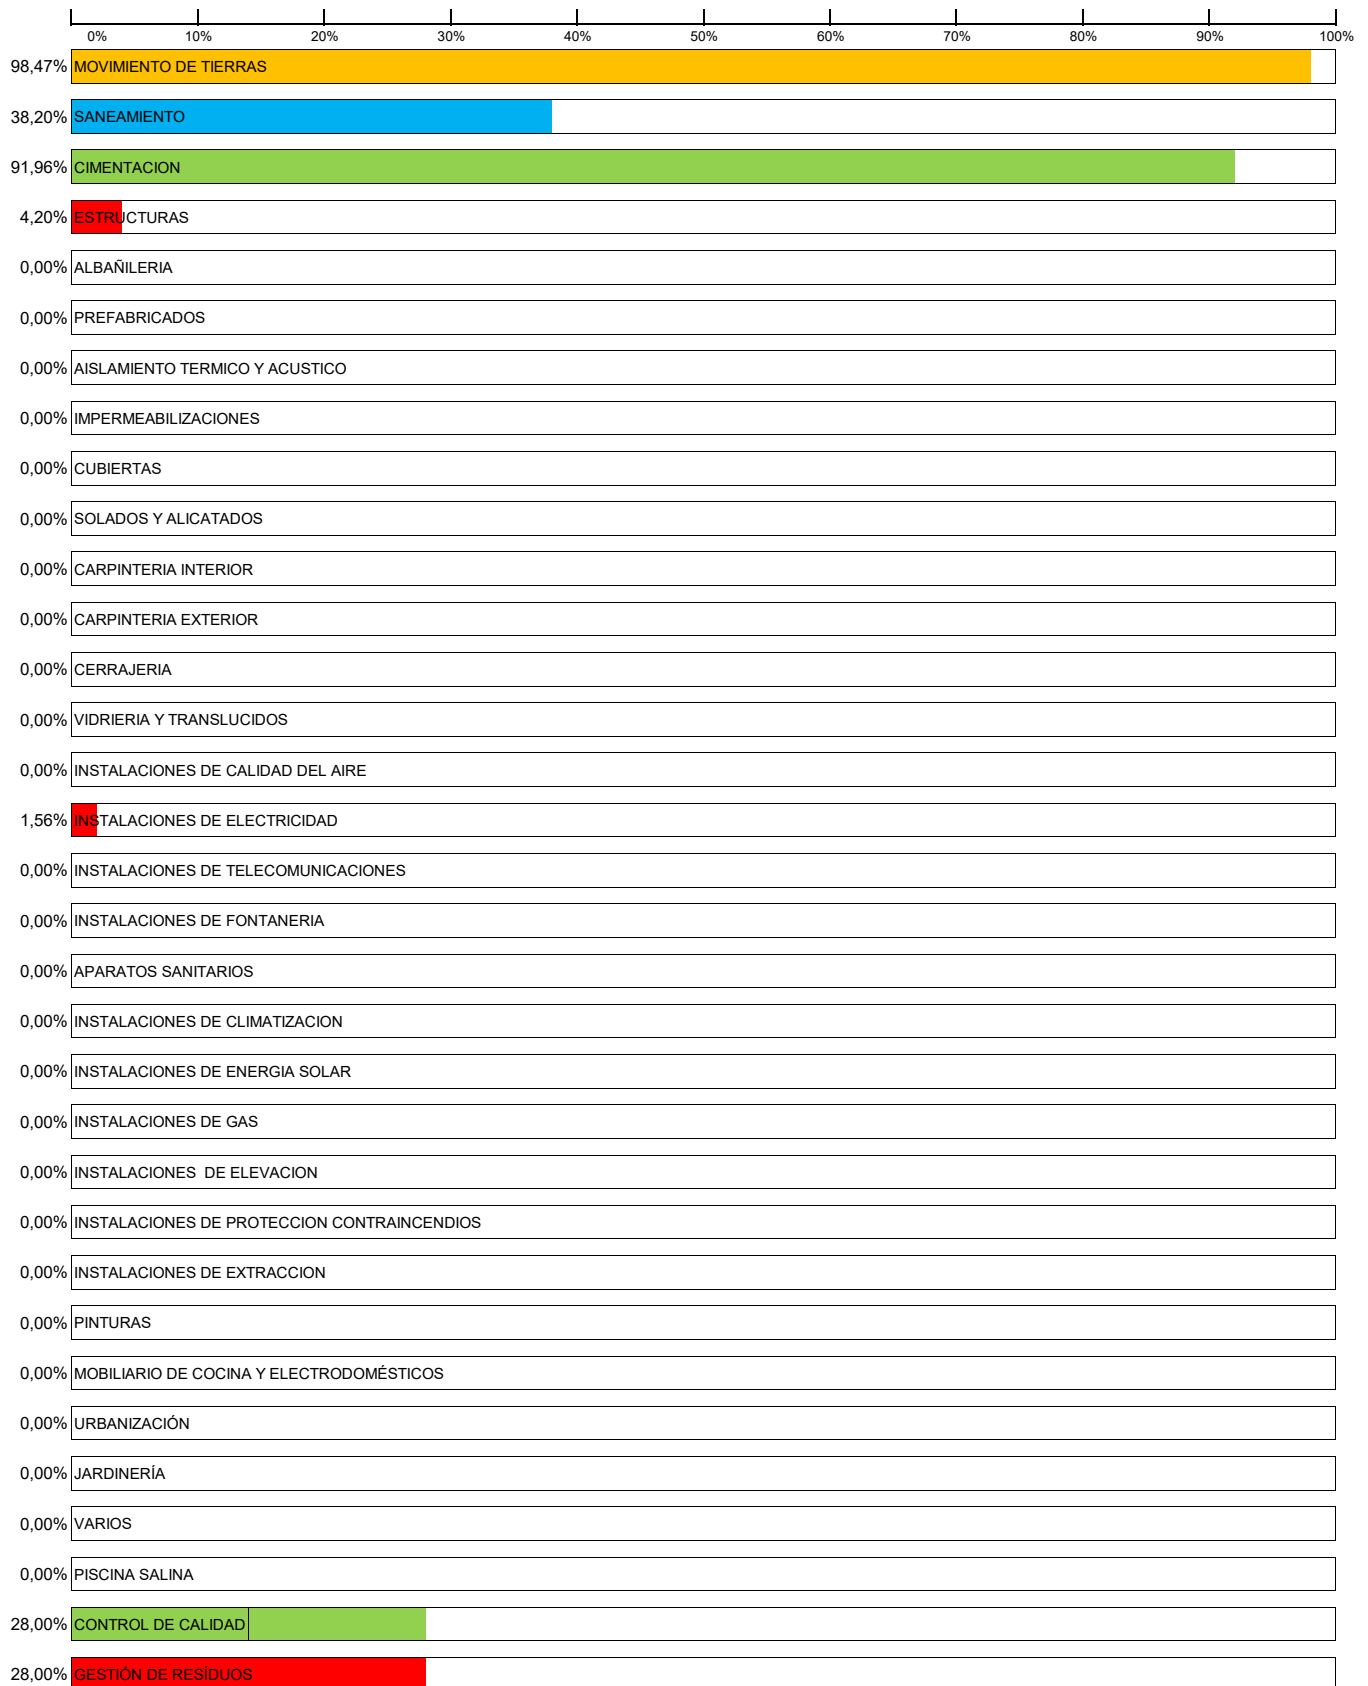 0% 10% 20% 30% 40% 50% 60% 70% 80% 90% 100%
98,47% MOVIMIENTO DE TIERRAS
38,20% SANEAMIENTO
91,96% CIMENTACION
4,20% ESTRUCTURAS
0,00% ALBAÑILERIA
0,00% PREFABRICADOS
0,00% AISLAMIENTO TERMICO Y ACUSTICO
0,00% IMPERMEABILIZACIONES
0,00% CUBIERTAS
0,00% SOLADOS Y ALICATADOS
0,00% CARPINTERIA INTERIOR
0,00% CARPINTERIA EXTERIOR
0,00% CERRAJERIA
0,00% VIDRIERIA Y TRANSLUCIDOS
0,00% INSTALACIONES DE CALIDAD DEL AIRE
1,56% INSTALACIONES DE ELECTRICIDAD
0,00% INSTALACIONES DE TELECOMUNICACIONES
0,00% INSTALACIONES DE FONTANERIA
0,00% APARATOS SANITARIOS
0,00% INSTALACIONES DE CLIMATIZACION
0,00% INSTALACIONES DE ENERGIA SOLAR
0,00% INSTALACIONES DE GAS
0,00% INSTALACIONES  DE ELEVACION
0,00% INSTALACIONES DE PROTECCION CONTRAINCENDIOS
0,00% INSTALACIONES DE EXTRACCION
0,00% PINTURAS
0,00% MOBILIARIO DE COCINA Y ELECTRODOMÉSTICOS
0,00% URBANIZACIÓN
0,00% JARDINERÍA
0,00% VARIOS
0,00% PISCINA SALINA
28,00% CONTROL DE CALIDAD
28,00% GESTIÓN DE RESÍDUOS